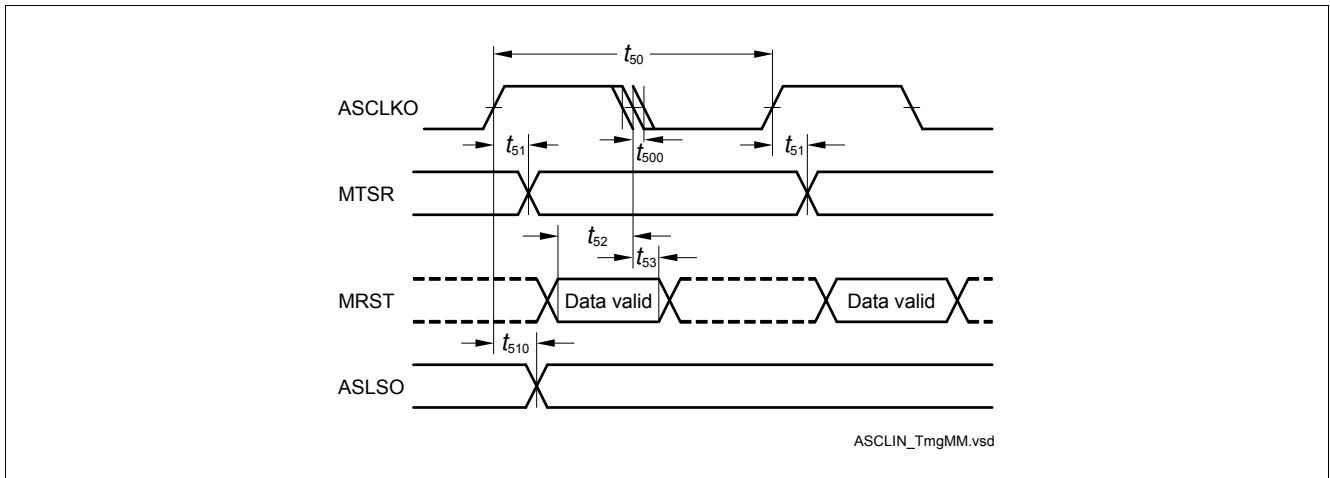 t50
ASCLKO
t51
t500
t51
MTSR
t52
t53
MRST
Data valid
Data valid
t510
ASLSO
ASCLIN_TmgMM.vsd